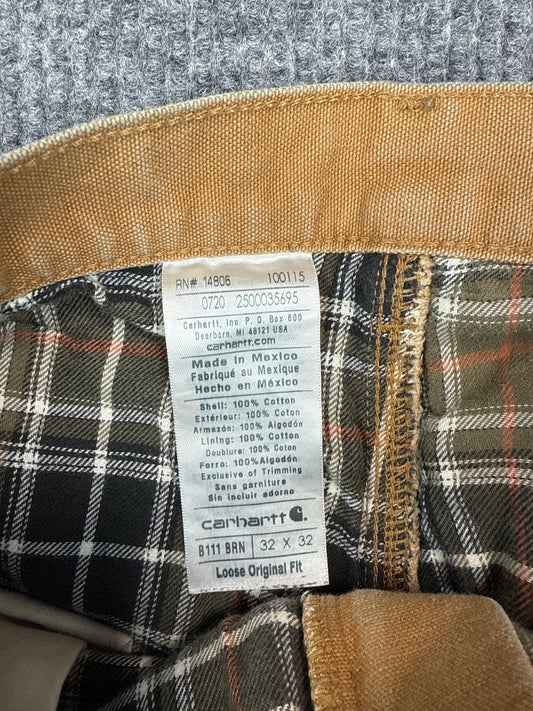 RN# 14806 100115
0720 2500035695
Carhartt, Inc. P.O. Box 600
Dearborn, MI 48121 USA
carhartt.com
Made in Mexico
Fabriqué au Mexique
Hecho en México
Shell: 100% Cotton
Extérieur: 100% Coton
Armazón: 100% Algodón
Lining: 100% Cotton
Doublure: 100% Coton
Forro: 100%Algodón
Exclusive of Trimming
Sans garniture
Sin incluir adorno
carhartt
B111 BRN 32 X 32
Loose Original Fit